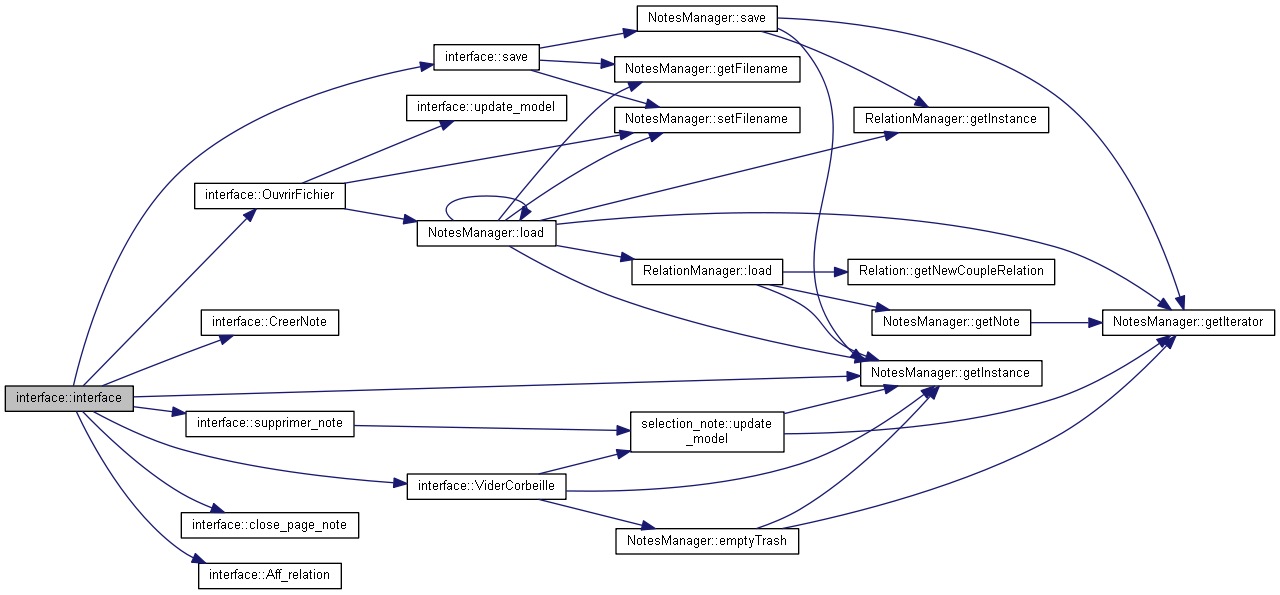 NotesManager::save
interface::save
NotesManager::getFilename
interface::update_model
NotesManager::setFilename
RelationManager::getInstance
interface::OuvrirFichier
NotesManager::load
RelationManager::load
Relation::getNewCoupleRelation
interface::CreerNote
NotesManager::getNote
NotesManager::getIterator
NotesManager::getInstance
interface::interface
interface::supprimer_note
selection_note::update
_model
interface::ViderCorbeille
interface::close_page_note
NotesManager::emptyTrash
interface::Aff_relation